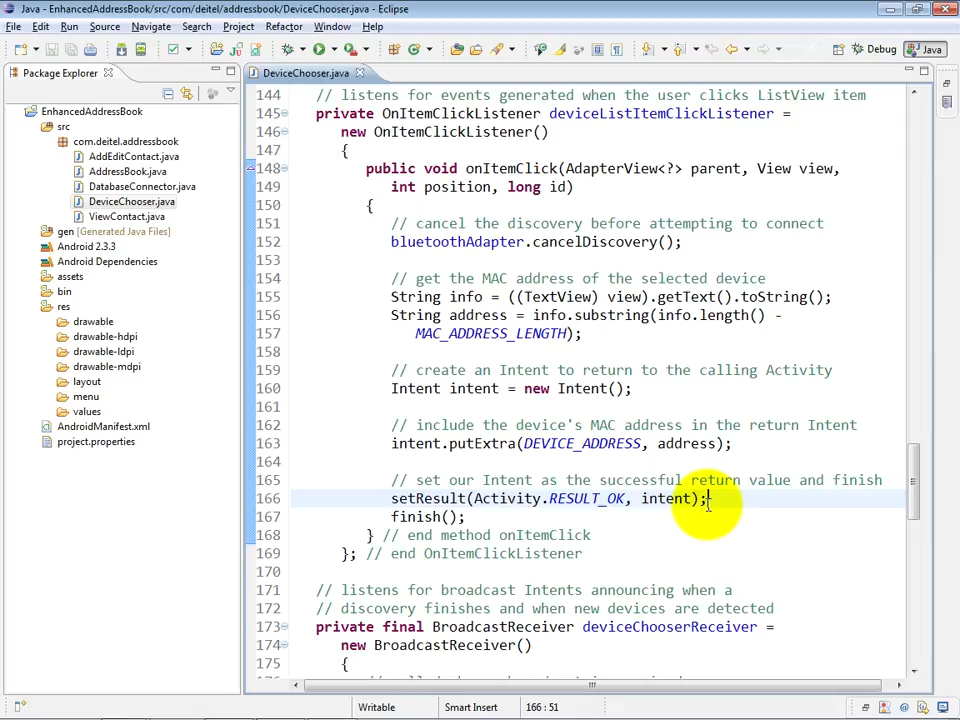 Java - EnhancedAddressBook/src/com/deitel/addressbook/DeviceChooser.java - Eclipse
File Edit Run Source Navigate Search Project Refactor Window Help
Debug Java
Package Explorer
DeviceChooser.java
EnhancedAddressBook
src
com.deitel.addressbook
AddEditContact.java
AddressBook.java
DatabaseConnector.java
DeviceChooser.java
ViewContact.java
gen [Generated Java Files]
Android 2.3.3
Android Dependencies
assets
bin
res
drawable
drawable-hdpi
drawable-ldpi
drawable-mdpi
layout
menu
values
AndroidManifest.xml
project.properties
144 // listens for events generated when the user clicks ListView item
145 private OnItemClickListener deviceListItemClickListener =
146 new OnItemClickListener()
147 {
148 public void onItemClick(AdapterView<?> parent, View view,
149 int position, long id)
150 {
151 // cancel the discovery before attempting to connect
152 bluetoothAdapter.cancelDiscovery();
153
154 // get the MAC address of the selected device
155 String info = ((TextView) view).getText().toString();
156 String address = info.substring(info.length() -
157 MAC_ADDRESS_LENGTH);
158
159 // create an Intent to return to the calling Activity
160 Intent intent = new Intent();
161
162 // include the device's MAC address in the return Intent
163 intent.putExtra(DEVICE_ADDRESS, address);
164
165 // set our Intent as the successful return value and finish
166 setResult(Activity.RESULT_OK, intent);
167 finish();
168 } // end method onItemClick
169 }; // end OnItemClickListener
170
171 // listens for broadcast Intents announcing when a
172 // discovery finishes and when new devices are detected
173 private final BroadcastReceiver deviceChooserReceiver =
174 new BroadcastReceiver()
175 {
Writable Smart Insert 166 : 51